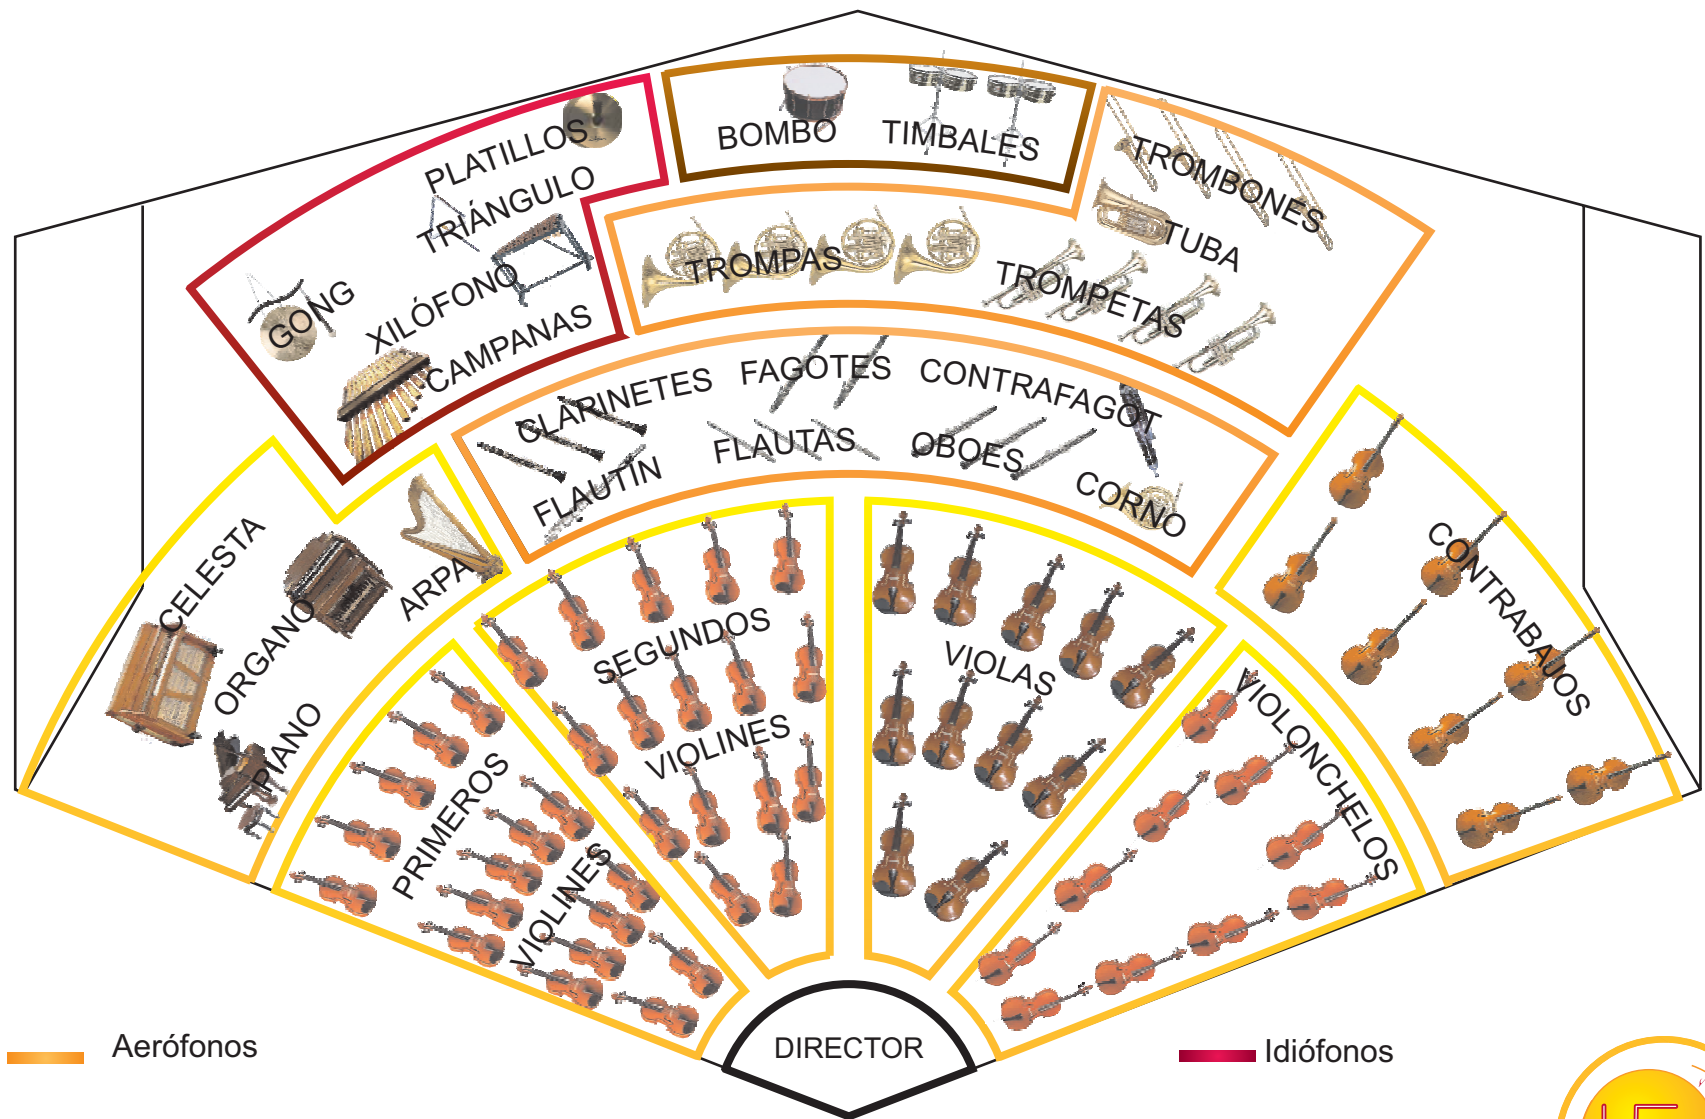 BOMBO
TIMBALES
PLATILLOS
TRIÁNGULO
XILÓFONO
GONG
CAMPANAS
TROMBONES
TUBA
TROMPAS
TROMPETAS
CLARINETES
FAGOTES
CONTRAFAGOT
FLAUTÍN
FLAUTAS
OBOES
CORNO
CELESTA
ORGANO
ARPA
PIANO
SEGUNDOS
VIOLINES
VIOLAS
CONTRABAJOS
PRIMEROS
VIOLINES
VIOLONCHELOS
DIRECTOR
Aerófonos
Idiófonos